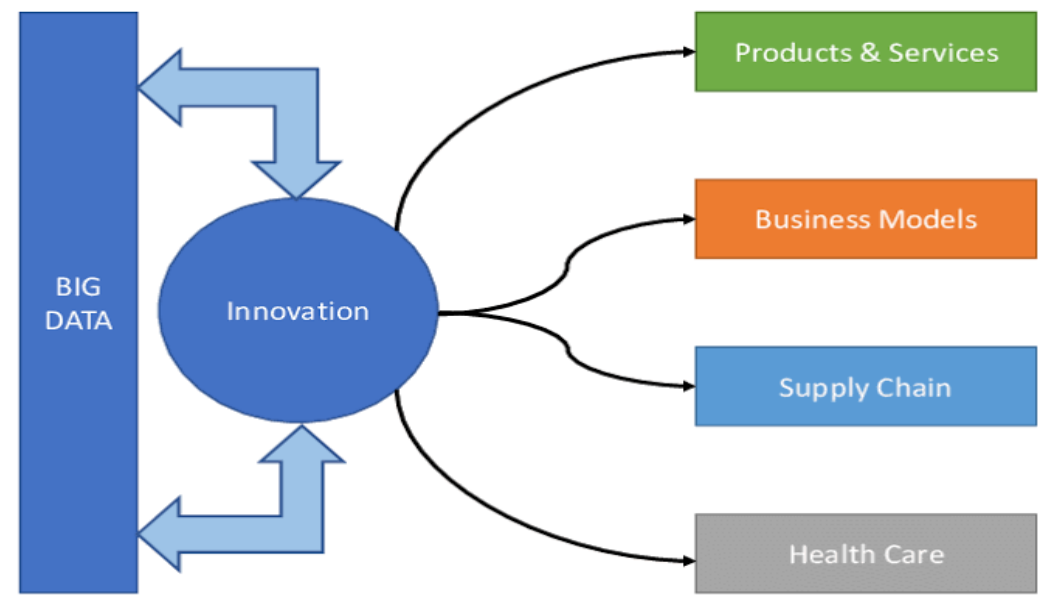 BIG
DATA
Innovation
Products & Services
Business Models
Supply Chain
Health Care